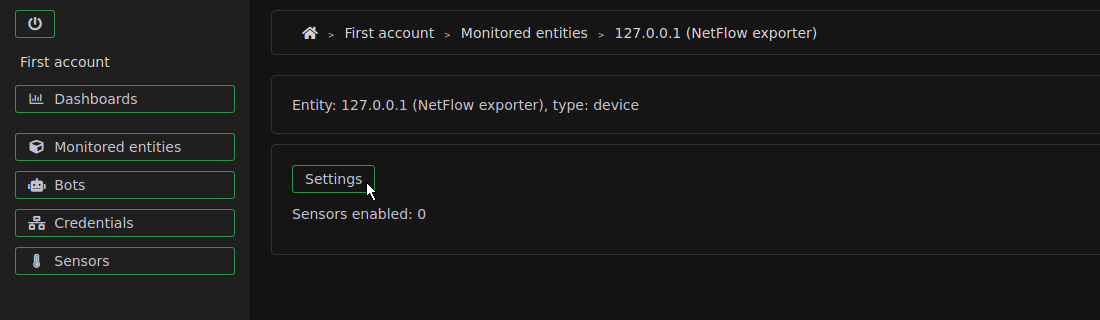 First account
Dashboards
Monitored entities
Bots
Credentials
Sensors
> First account > Monitored entities > 127.0.0.1 (NetFlow exporter)
Entity: 127.0.0.1 (NetFlow exporter), type: device
Settings
Sensors enabled: 0